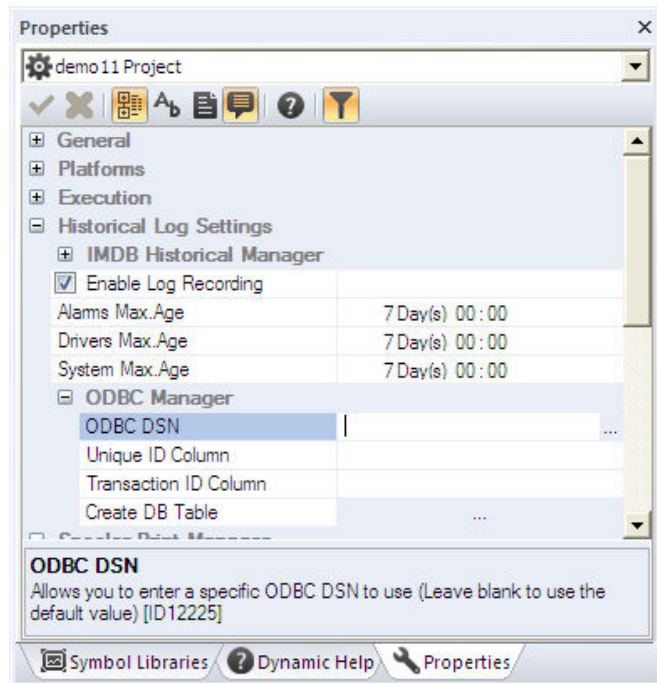 Properties
demo11 Project
General
Platforms
Execution
Historical Log Settings
IMDB Historical Manager
Enable Log Recording
Alarms Max.Age 7 Day(s) 00 : 00
Drivers Max.Age 7 Day(s) 00 : 00
System Max.Age 7 Day(s) 00 : 00
ODBC Manager
ODBC DSN ...
Unique ID Column
Transaction ID Column
Create DB Table ...
Spooler Print Manager
ODBC DSN
Allows you to enter a specific ODBC DSN to use (Leave blank to use the
default value) [ID12225]
Symbol Libraries Dynamic Help Properties